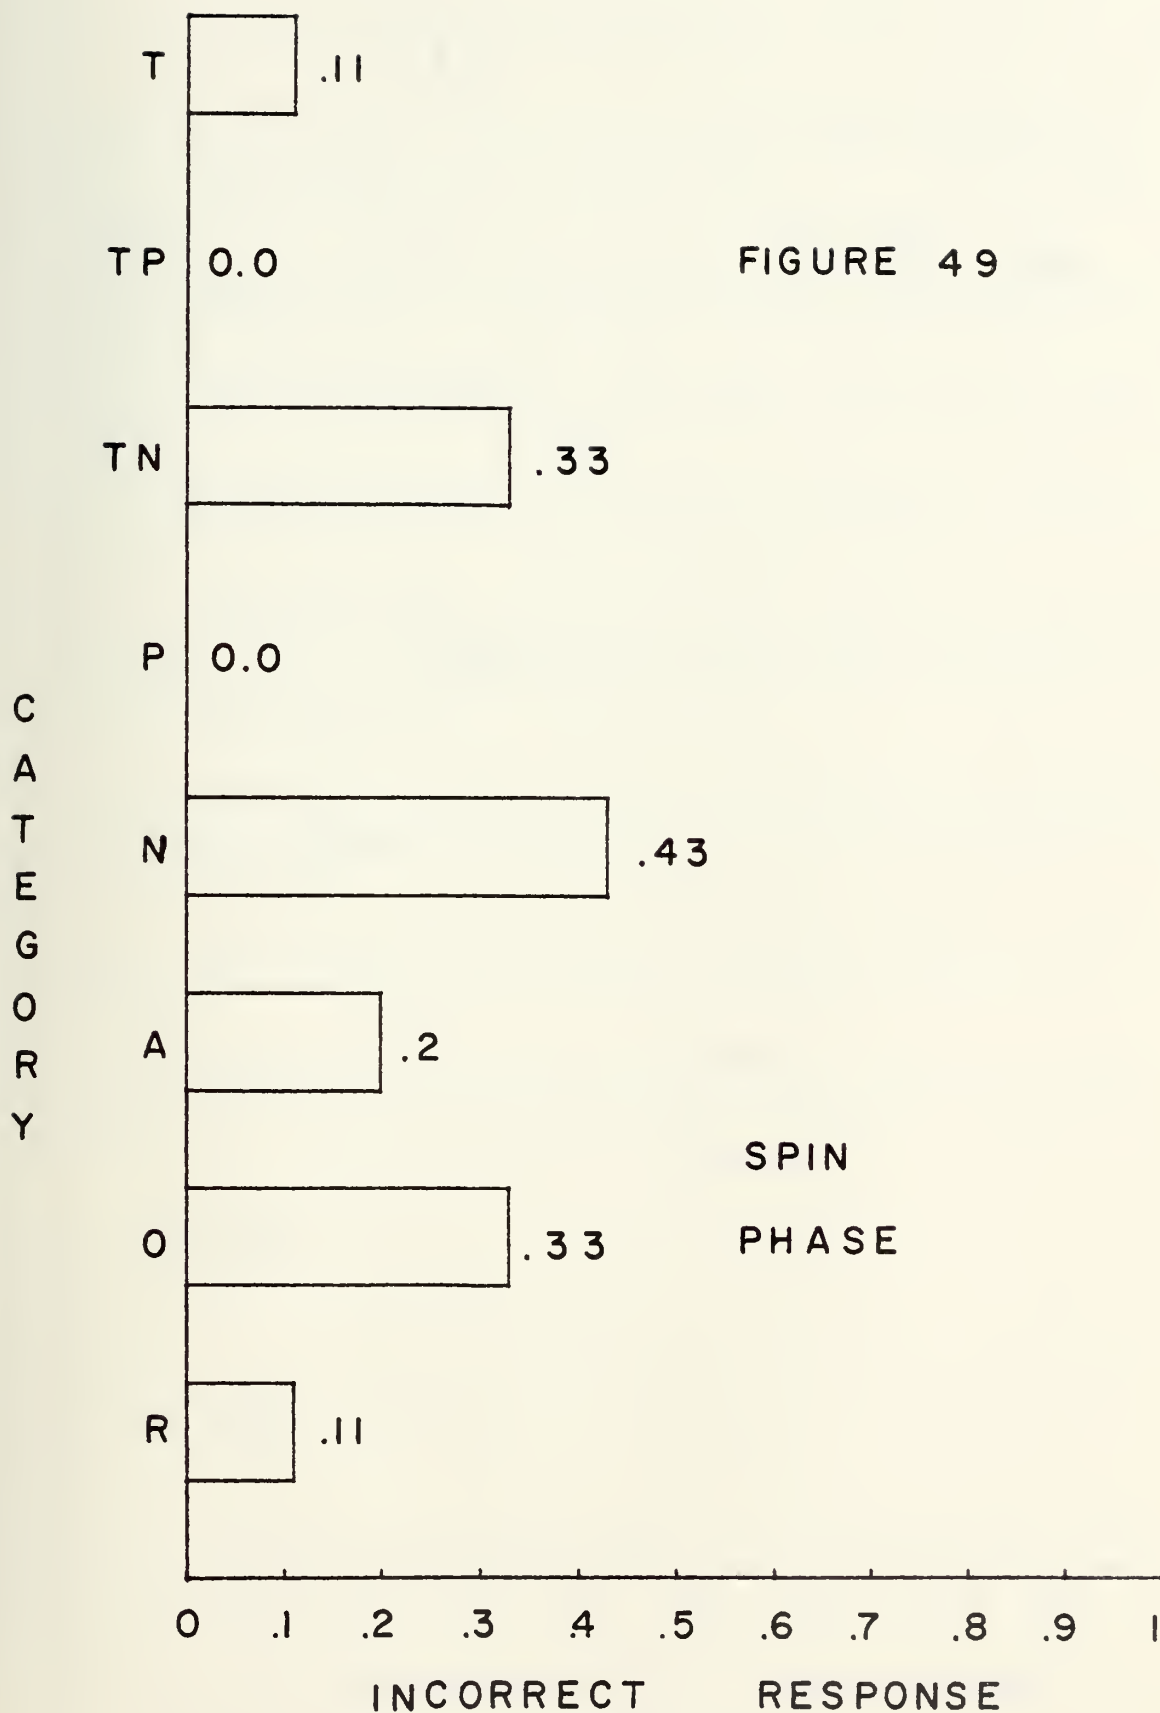 T .11
TP 0.0 FIGURE 49
TN .33
P 0.0
N .43
A .2
SPIN
O .33 PHASE
R .11
CATEGORY
0 .1 .2 .3 .4 .5 .6 .7 .8 .9 1
INCORRECT RESPONSE